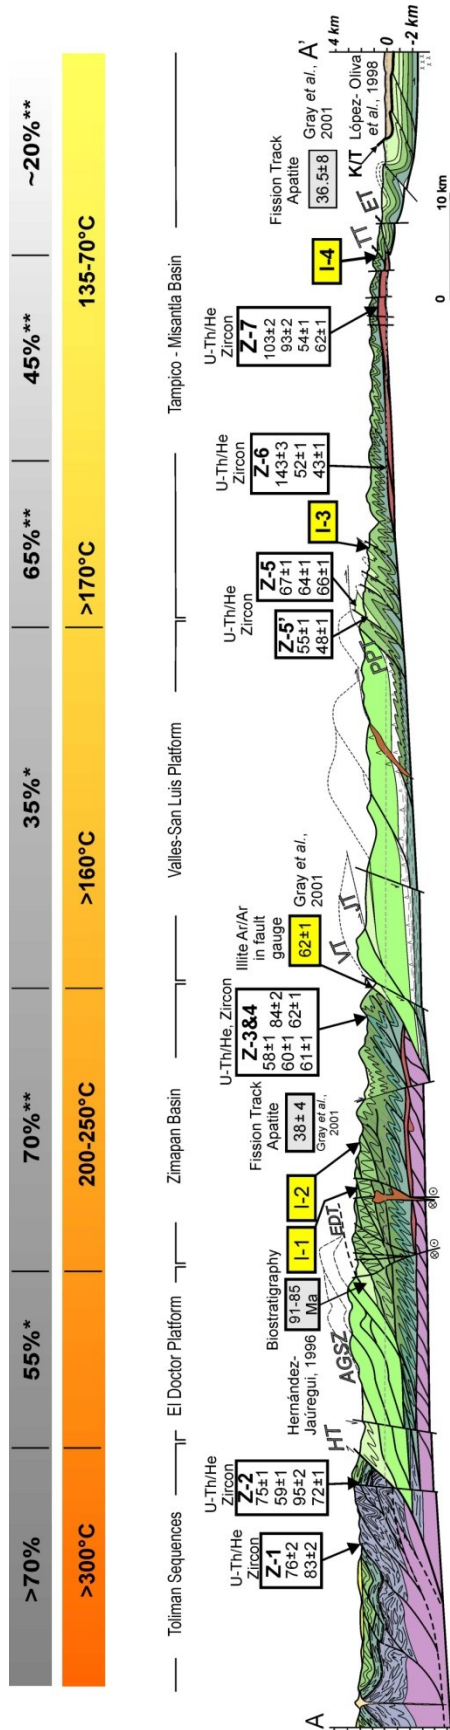 >70%
55%*
70%**
35%*
65%**
45%**
~20%**
>300°C
200-250°C
>160°C
>170°C
135-70°C
Toliman Sequences
El Doctor Platform
Zimapan Basin
Valles-San Luis Platform
Tampico - Misantla Basin
A
U-Th/He
Zircon
Z-1
76±2
83±2
U-Th/He
Zircon
Z-2
75±1
59±1
95±2
72±1
HT
AGSZ
Hernández-
Jaúregui, 1996
Biostratigraphy
91-85
Ma
EDT
I-1
I-2
Fission Track
Apatite
38± 4
Gray et al.,
2001
U-Th/He, Zircon
Z-3&4
58±1 84±2
60±1 62±1
61±1
Illite Ar/Ar
in fault
gauge
62±1
Gray et al.,
2001
VT
JT
PPT
U-Th/He
Zircon
Z-5'
55±1
48±1
Z-5
67±1
64±1
66±1
I-3
U-Th/He
Zircon
Z-6
143±3
52±1
43±1
U-Th/He
Zircon
Z-7
103±2
93±2
54±1
62±1
I-4
TT
ET
Fission Track
Apatite
36.5±8
Gray et al.,
2001
K/T
López- Oliva
et al., 1998
A'
4 km
0
-2 km
0
10 km